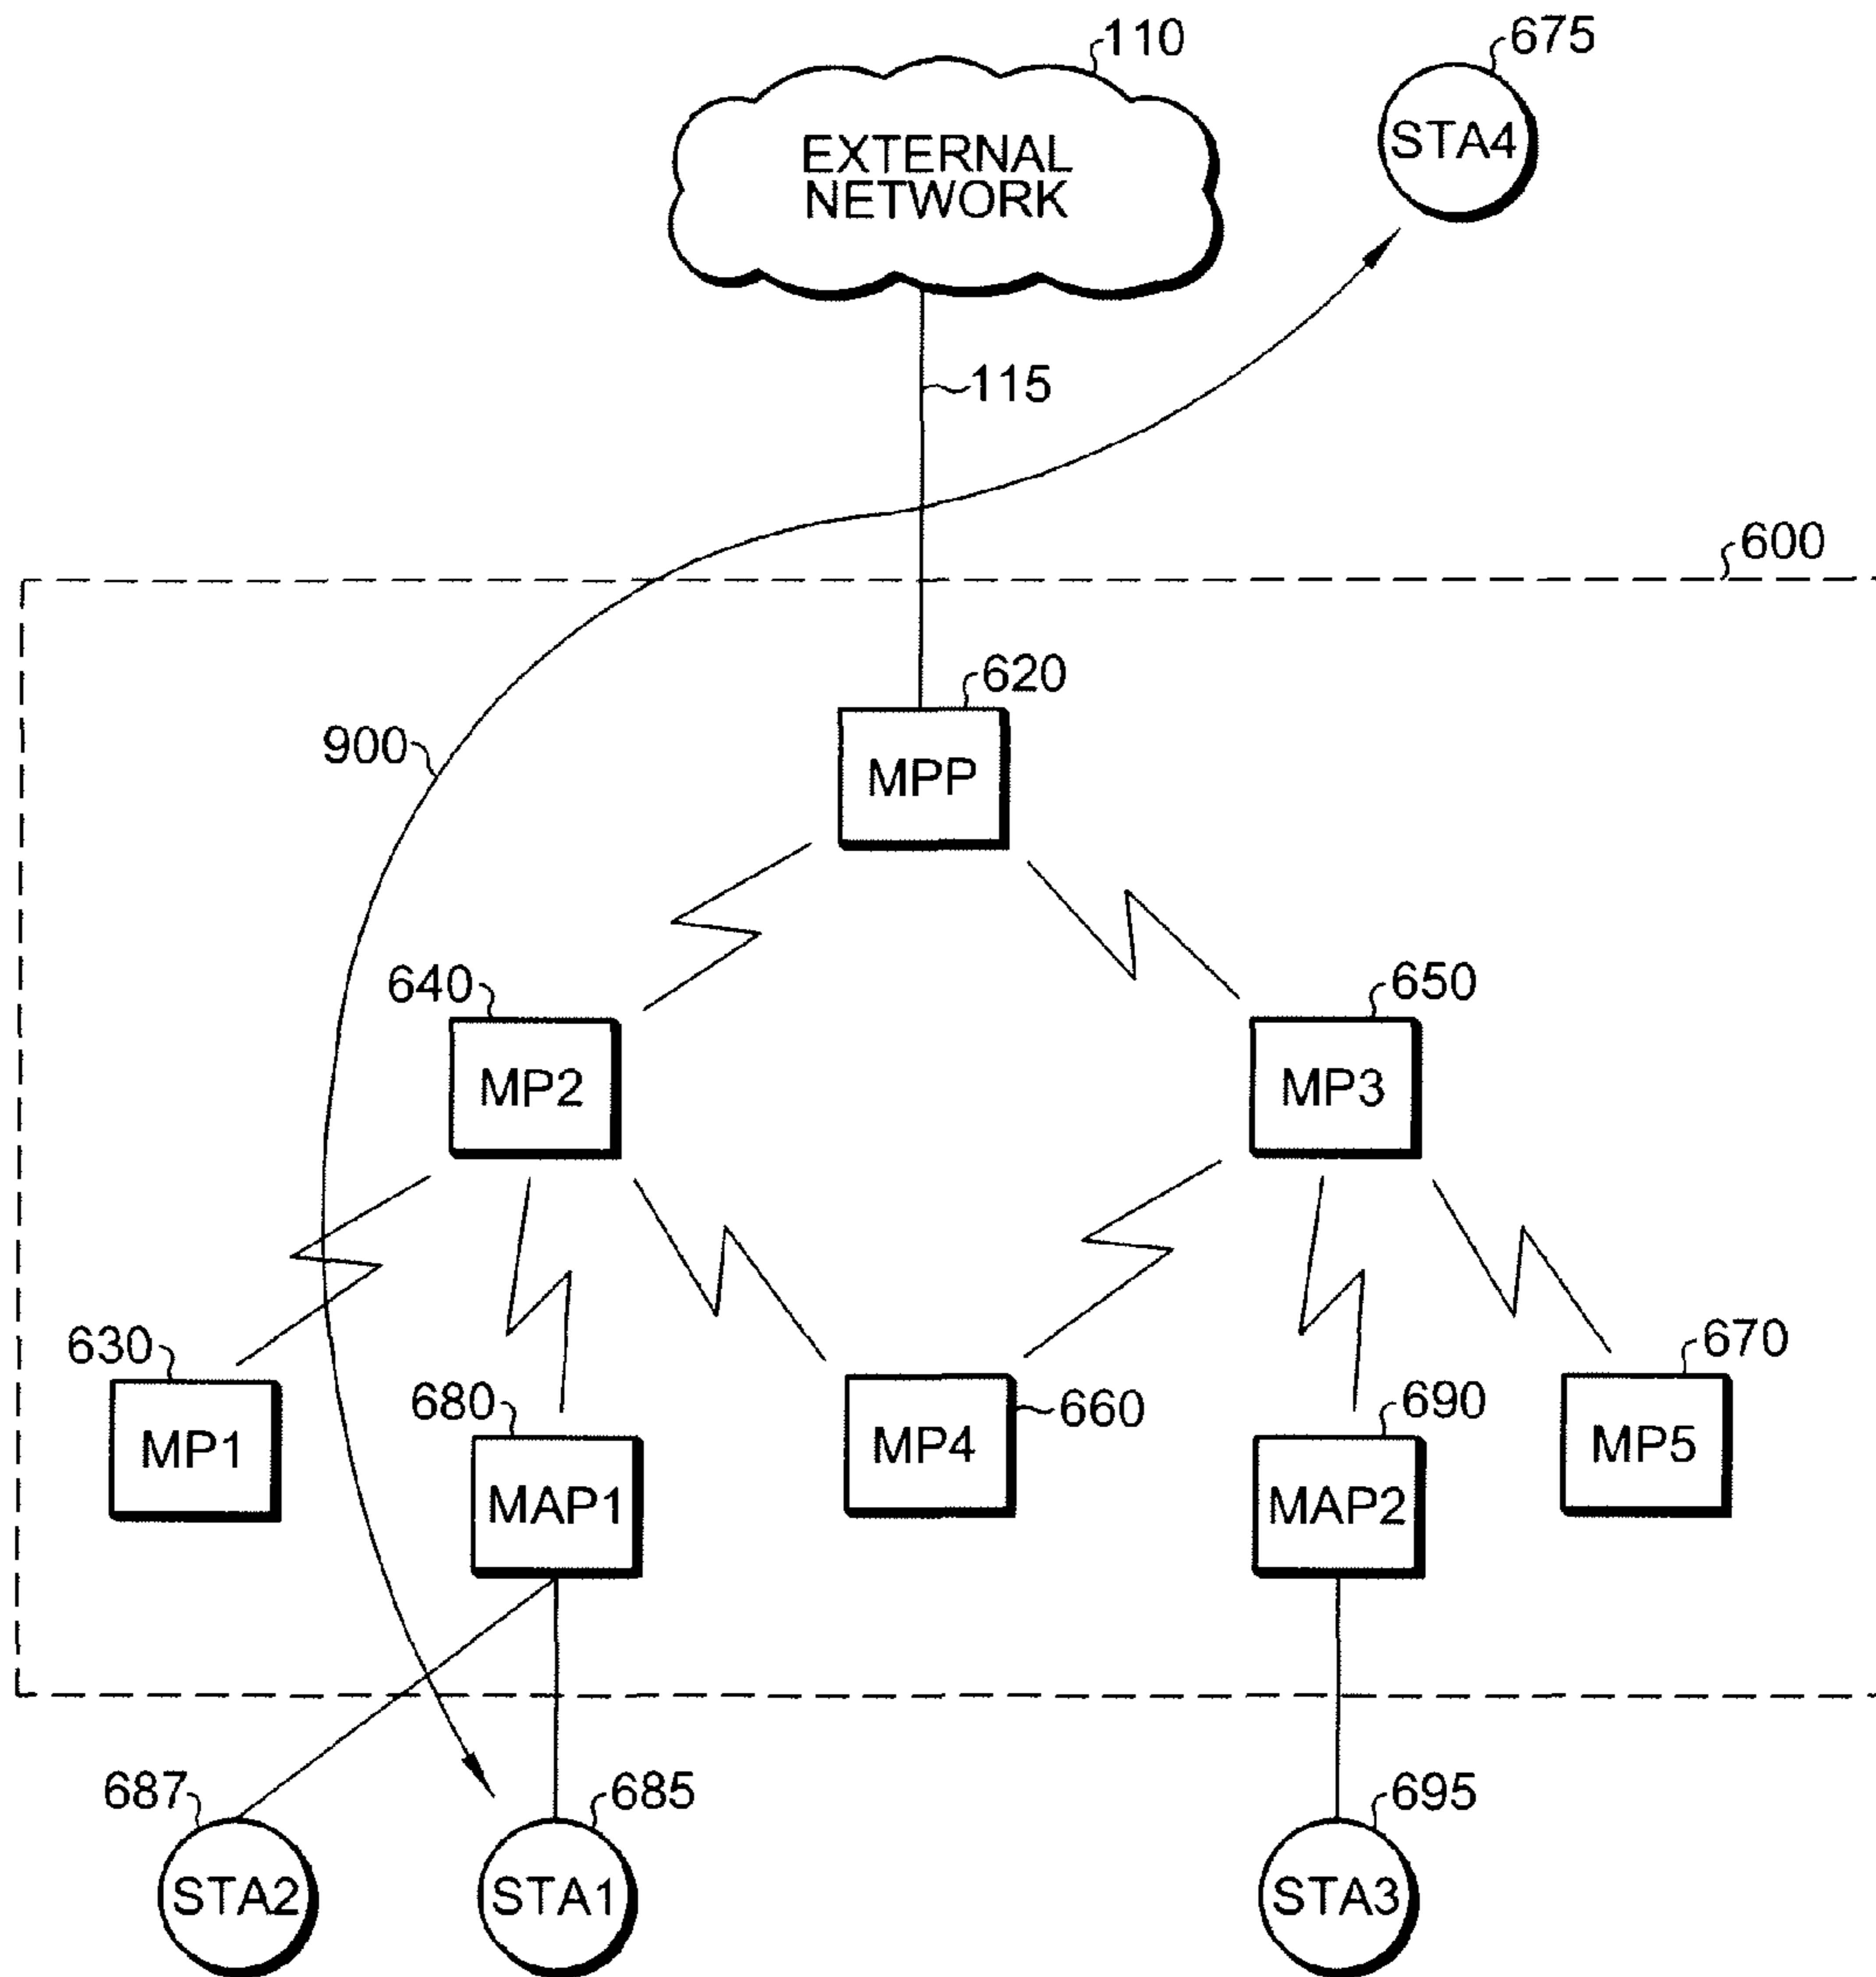 110
675
EXTERNAL
NETWORK
STA4
115
600
620
900
MPP
640
650
MP2
MP3
630
680
660
690
670
MP1
MAP1
MP4
MAP2
MP5
687
685
695
STA2
STA1
STA3